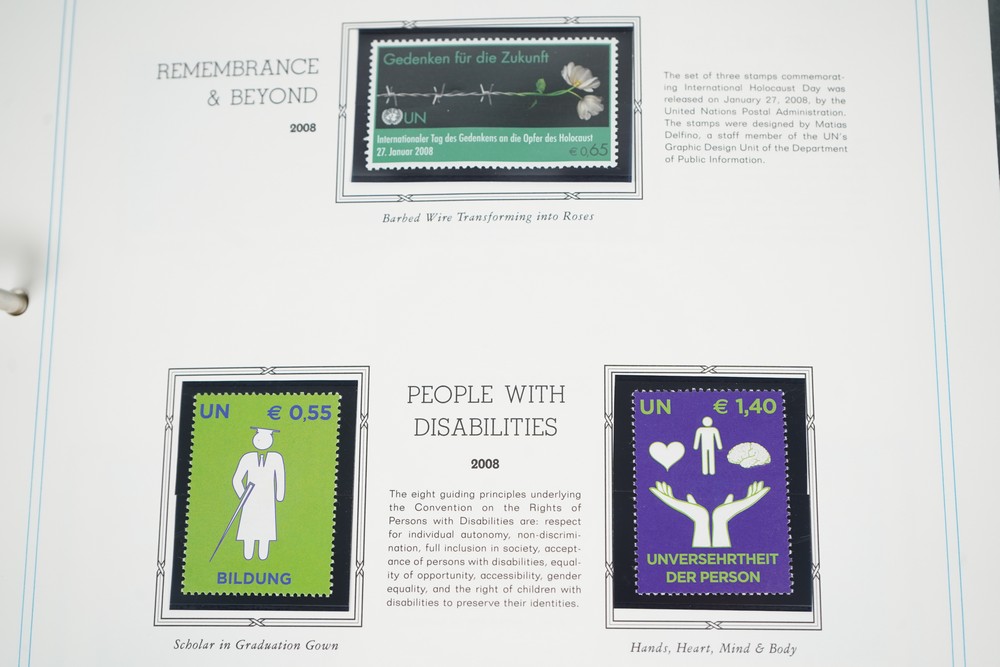 REMEMBRANCE
& BEYOND
2008
Gedenken für die Zukunft
UN
Internationaler Tag des Gedenkens an die Opfer des Holocaust
27. Januar 2008
€ 0,65
Barbed Wire Transforming into Roses
The set of three stamps commemorat-
ing International Holocaust Day was
released on January 27, 2008, by the
United Nations Postal Administration.
The stamps were designed by Matias
Delfino, a staff member of the UN's
Graphic Design Unit of the Department
of Public Information.
UN € 0,55
BILDUNG
Scholar in Graduation Gown
PEOPLE WITH
DISABILITIES
2008
The eight guiding principles underlying
the Convention on the Rights of
Persons with Disabilities are: respect
for individual autonomy, non-discrimi-
nation, full inclusion in society, accept-
ance of persons with disabilities, equal-
ity of opportunity, accessibility, gender
equality, and the right of children with
disabilities to preserve their identities.
UN € 1,40
UNVERSEHRTHEIT
DER PERSON
Hands, Heart, Mind & Body